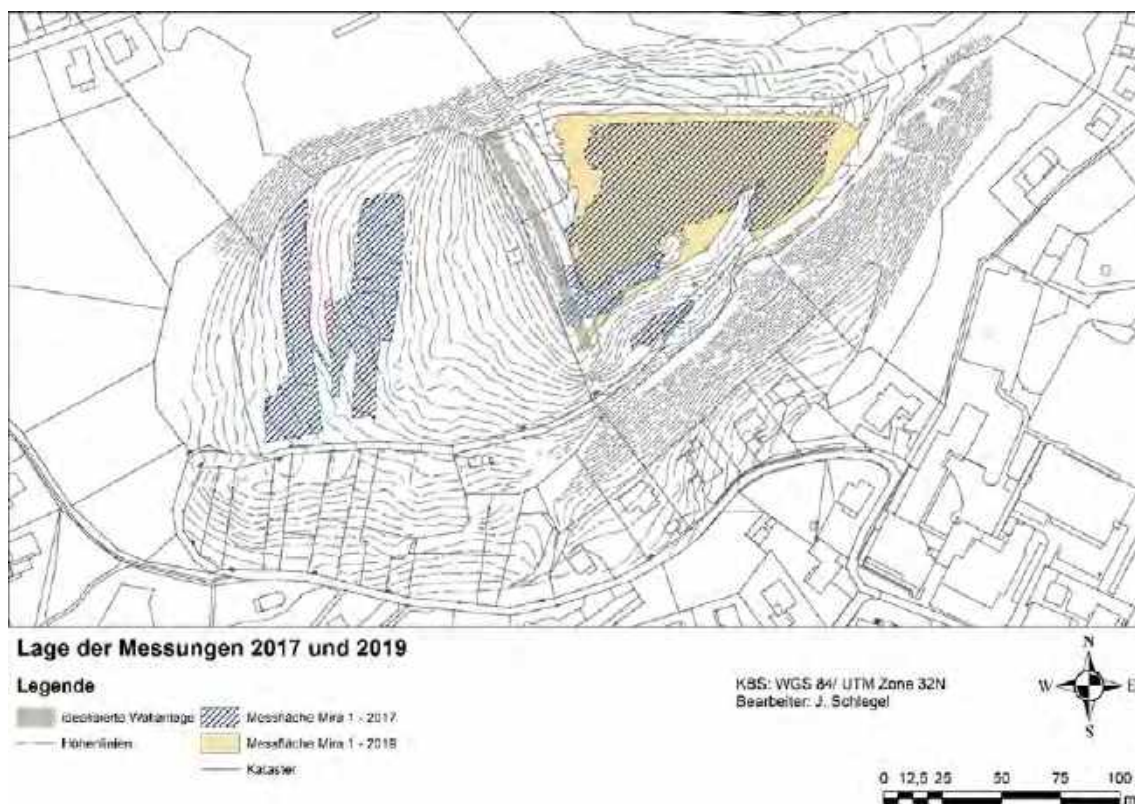 Lage der Messungen 2017 und 2019
Legende
idealisierte Wallanlage
Messfläche Mira 1 - 2017
Höhenlinien
Messfläche Mira 1 - 2019
Kataster
KBS: WGS 84/ UTM Zone 32N
Bearbeiter: J. Schlegel
N
W
E
S
0 12,5 25 50 75 100
m